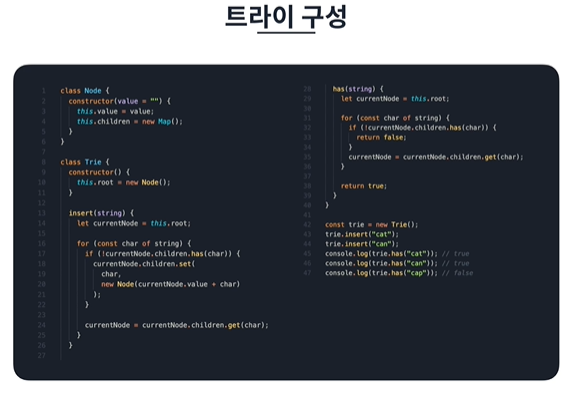 트라이 구성
1 class Node {
2 constructor(value = "") {
3 this.value = value;
4 this.children = new Map();
5 }
6 }
7
8 class Trie {
9 constructor() {
10 this.root = new Node();
11 }
12
13 insert(string) {
14 let currentNode = this.root;
15
16 for (const char of string) {
17 if (!currentNode.children.has(char)) {
18 currentNode.children.set(
19 char,
20 new Node(currentNode.value + char)
21 );
22 }
23
24 currentNode = currentNode.children.get(char);
25 }
26 }
27
28 has(string) {
29 let currentNode = this.root;
30
31 for (const char of string) {
32 if (!currentNode.children.has(char)) {
33 return false;
34 }
35 currentNode = currentNode.children.get(char);
36 }
37
38 return true;
39 }
40 }
41
42 const trie = new Trie();
43 trie.insert("cat");
44 trie.insert("can");
45 console.log(trie.has("cat")); // true
46 console.log(trie.has("can")); // true
47 console.log(trie.has("cap")); // false